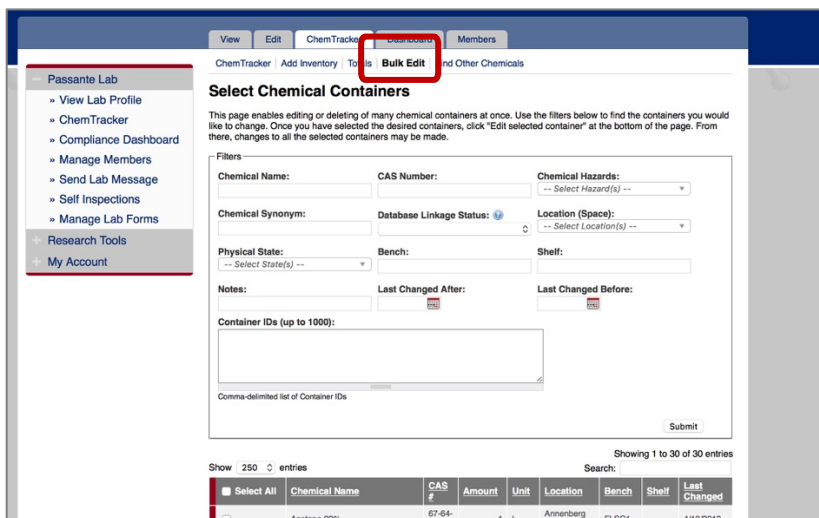 View Edit ChemTracker Dashboard Members
ChemTracker Add Inventory Totals Bulk Edit Find Other Chemicals
Passante Lab
» View Lab Profile
» ChemTracker
» Compliance Dashboard
» Manage Members
» Send Lab Message
» Self Inspections
» Manage Lab Forms
Research Tools
My Account
Select Chemical Containers
This page enables editing or deleting of many chemical containers at once. Use the filters below to find the containers you would
like to change. Once you have selected the desired containers, click "Edit selected container" at the bottom of the page. From
there, changes to all the selected containers may be made.
Filters
Chemical Name: CAS Number: Chemical Hazards:
-- Select Hazard(s) --
Chemical Synonym: Database Linkage Status: Location (Space):
-- Select Location(s) --
Physical State: Bench: Shelf:
-- Select State(s) --
Notes: Last Changed After: Last Changed Before:
Container IDs (up to 1000):
Comma-delimited list of Container IDs
Submit
Showing 1 to 30 of 30 entries
Show 250 entries Search:
Select All Chemical Name CAS # Amount Unit Location Bench Shelf Last Changed
67-64- Annenberg